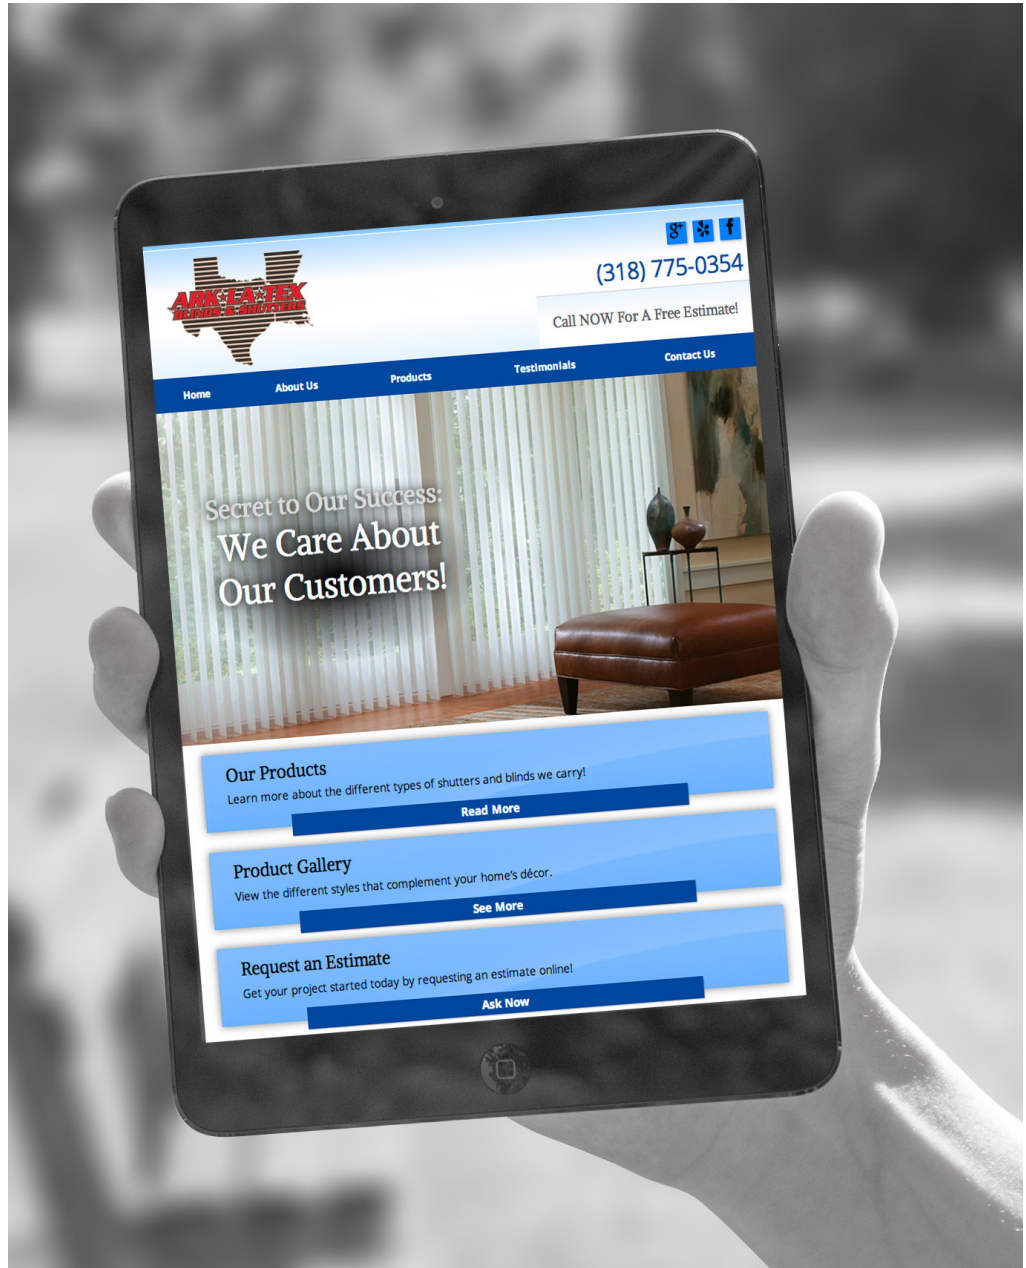 g+
f
ARK★LA★TEX
BLINDS & SHUTTERS
(318) 775-0354
Call NOW For A Free Estimate!
Home About Us Products Testimonials Contact Us
Secret to Our Success:
We Care About
Our Customers!
Our Products
Learn more about the different types of shutters and blinds we carry!
Read More
Product Gallery
View the different styles that complement your home's décor.
See More
Request an Estimate
Get your project started today by requesting an estimate online!
Ask Now